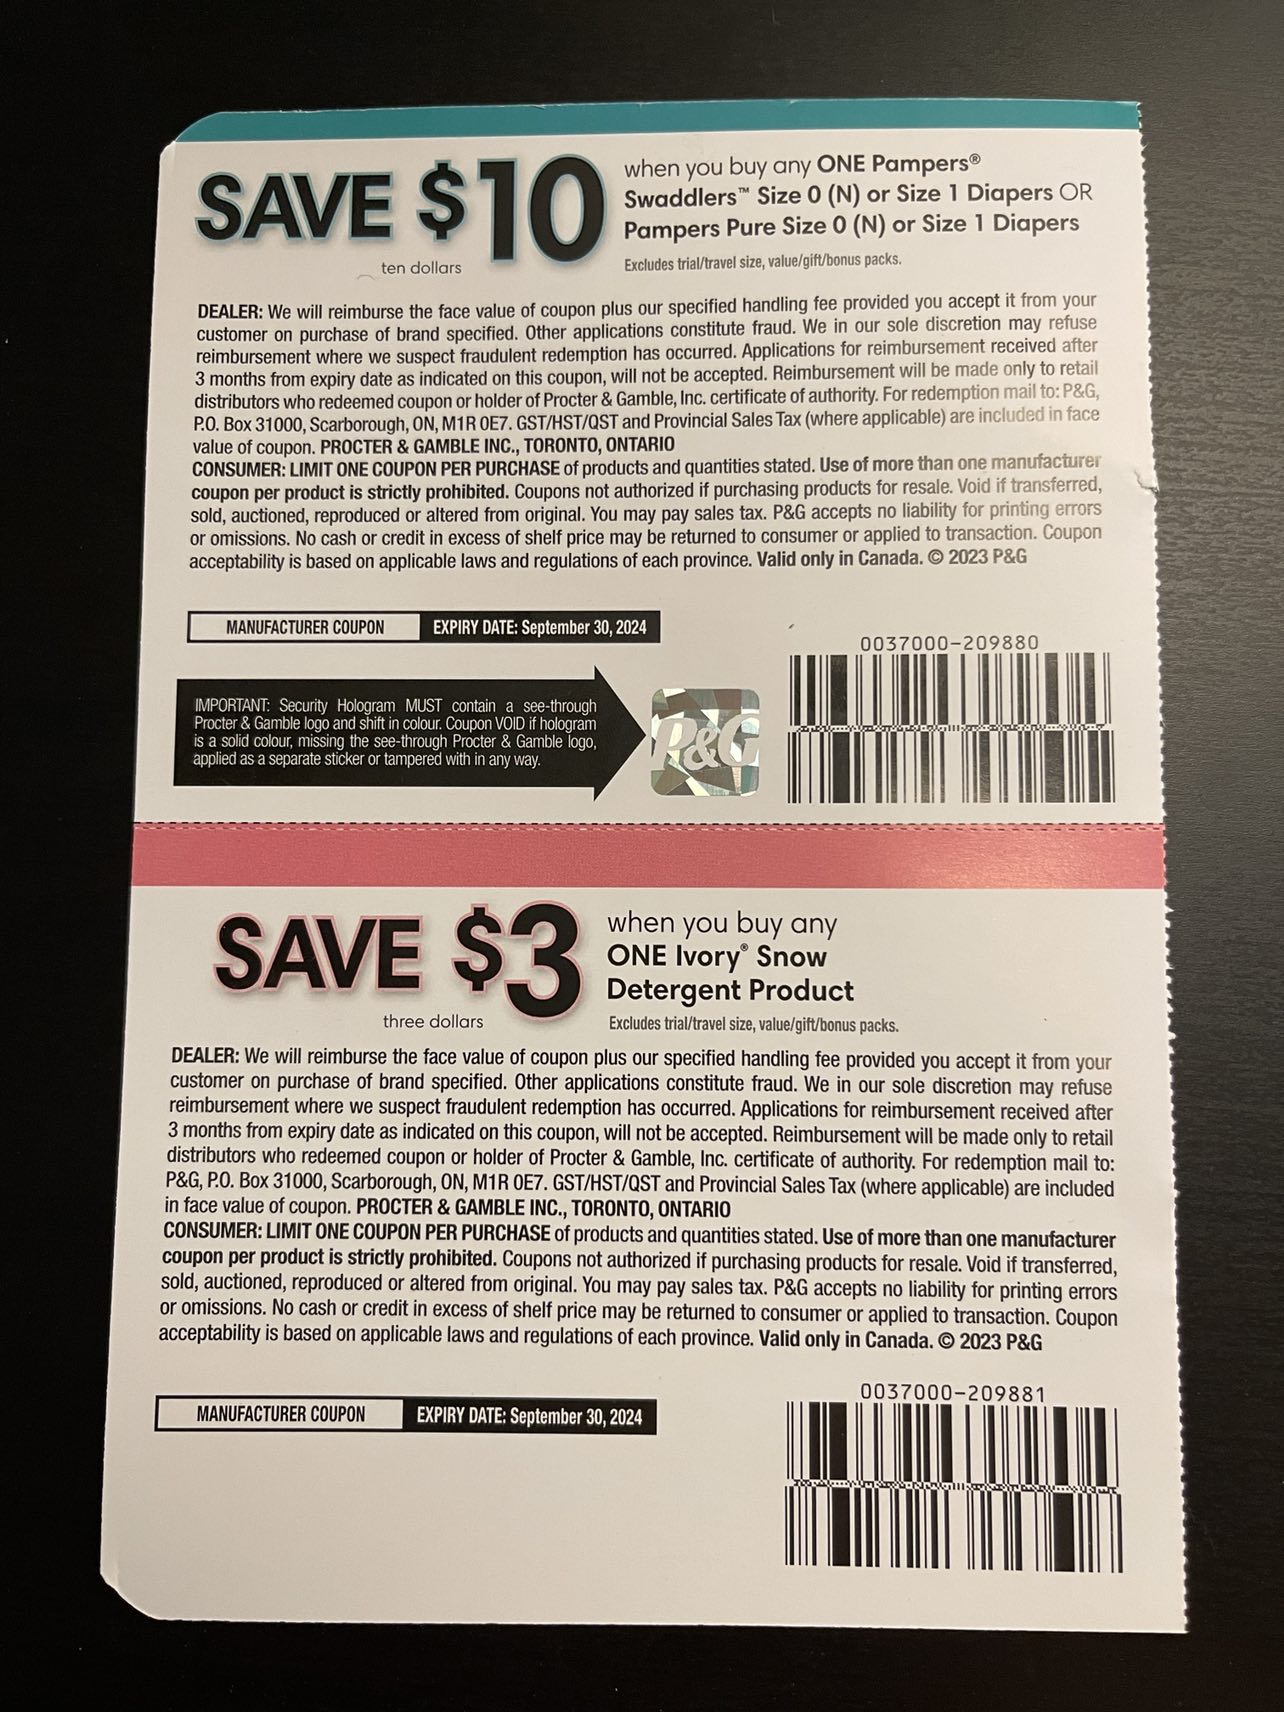 SAVE $10
ten dollars
when you buy any ONE Pampers®
Swaddlers™ Size 0 (N) or Size 1 Diapers OR
Pampers Pure Size 0 (N) or Size 1 Diapers
Excludes trial/travel size, value/gift/bonus packs.
DEALER: We will reimburse the face value of coupon plus our specified handling fee provided you accept it from your
customer on purchase of brand specified. Other applications constitute fraud. We in our sole discretion may refuse
reimbursement where we suspect fraudulent redemption has occurred. Applications for reimbursement received after
3 months from expiry date as indicated on this coupon, will not be accepted. Reimbursement will be made only to retail
distributors who redeemed coupon or holder of Procter & Gamble, Inc. certificate of authority. For redemption mail to: P&G,
P.O. Box 31000, Scarborough, ON, M1R 0E7. GST/HST/QST and Provincial Sales Tax (where applicable) are included in face
value of coupon. PROCTER & GAMBLE INC., TORONTO, ONTARIO
CONSUMER: LIMIT ONE COUPON PER PURCHASE of products and quantities stated. Use of more than one manufacturer
coupon per product is strictly prohibited. Coupons not authorized if purchasing products for resale. Void if transferred,
sold, auctioned, reproduced or altered from original. You may pay sales tax. P&G accepts no liability for printing errors
or omissions. No cash or credit in excess of shelf price may be returned to consumer or applied to transaction. Coupon
acceptability is based on applicable laws and regulations of each province. Valid only in Canada. © 2023 P&G
MANUFACTURER COUPON EXPIRY DATE: September 30, 2024
IMPORTANT: Security Hologram MUST contain a see-through
Procter & Gamble logo and shift in colour. Coupon VOID if hologram
is a solid colour, missing the see-through Procter & Gamble logo,
applied as a separate sticker or tampered with in any way.
P&G
0037000-209880
SAVE $3
three dollars
when you buy any
ONE Ivory® Snow
Detergent Product
Excludes trial/travel size, value/gift/bonus packs.
DEALER: We will reimburse the face value of coupon plus our specified handling fee provided you accept it from your
customer on purchase of brand specified. Other applications constitute fraud. We in our sole discretion may refuse
reimbursement where we suspect fraudulent redemption has occurred. Applications for reimbursement received after
3 months from expiry date as indicated on this coupon, will not be accepted. Reimbursement will be made only to retail
distributors who redeemed coupon or holder of Procter & Gamble, Inc. certificate of authority. For redemption mail to:
P&G, P.O. Box 31000, Scarborough, ON, M1R 0E7. GST/HST/QST and Provincial Sales Tax (where applicable) are included
in face value of coupon. PROCTER & GAMBLE INC., TORONTO, ONTARIO
CONSUMER: LIMIT ONE COUPON PER PURCHASE of products and quantities stated. Use of more than one manufacturer
coupon per product is strictly prohibited. Coupons not authorized if purchasing products for resale. Void if transferred,
sold, auctioned, reproduced or altered from original. You may pay sales tax. P&G accepts no liability for printing errors
or omissions. No cash or credit in excess of shelf price may be returned to consumer or applied to transaction. Coupon
acceptability is based on applicable laws and regulations of each province. Valid only in Canada. © 2023 P&G
MANUFACTURER COUPON EXPIRY DATE: September 30, 2024
0037000-209881